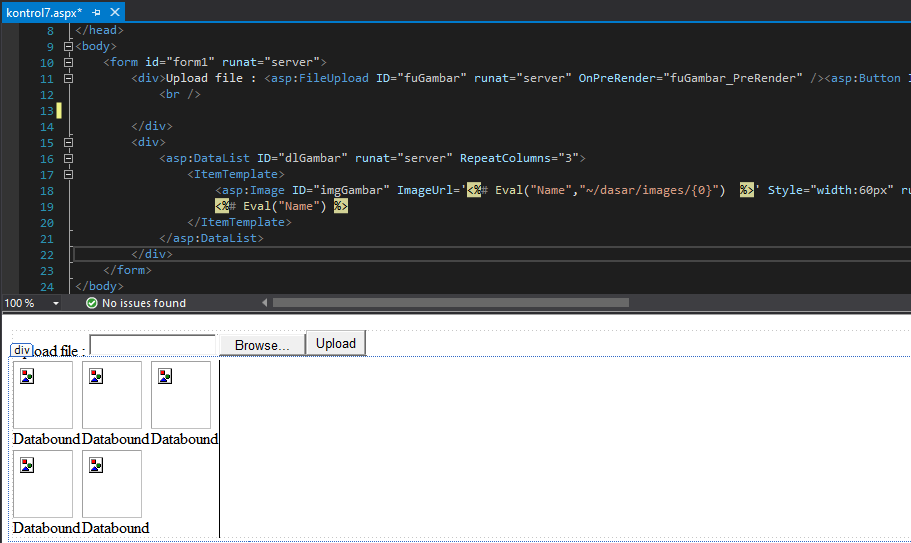 kontrol7.aspx*
8 </head>
9 <body>
10 <form id="form1" runat="server">
11 <div>Upload file : <asp:FileUpload ID="fuGambar" runat="server" OnPreRender="fuGambar_PreRender" /><asp:Button I
12 <br />
13
14 </div>
15 <div>
16 <asp:DataList ID="dlGambar" runat="server" RepeatColumns="3">
17 <ItemTemplate>
18 <asp:Image ID="imgGambar" ImageUrl='<%# Eval("Name","~/dasar/images/{0}")  %>' Style="width:60px" ru
19 <%# Eval("Name") %>
20 </ItemTemplate>
21 </asp:DataList>
22 </div>
23 </form>
24 </body>
100 % No issues found
div
Upload file : Browse... Upload
Databound Databound Databound
Databound Databound